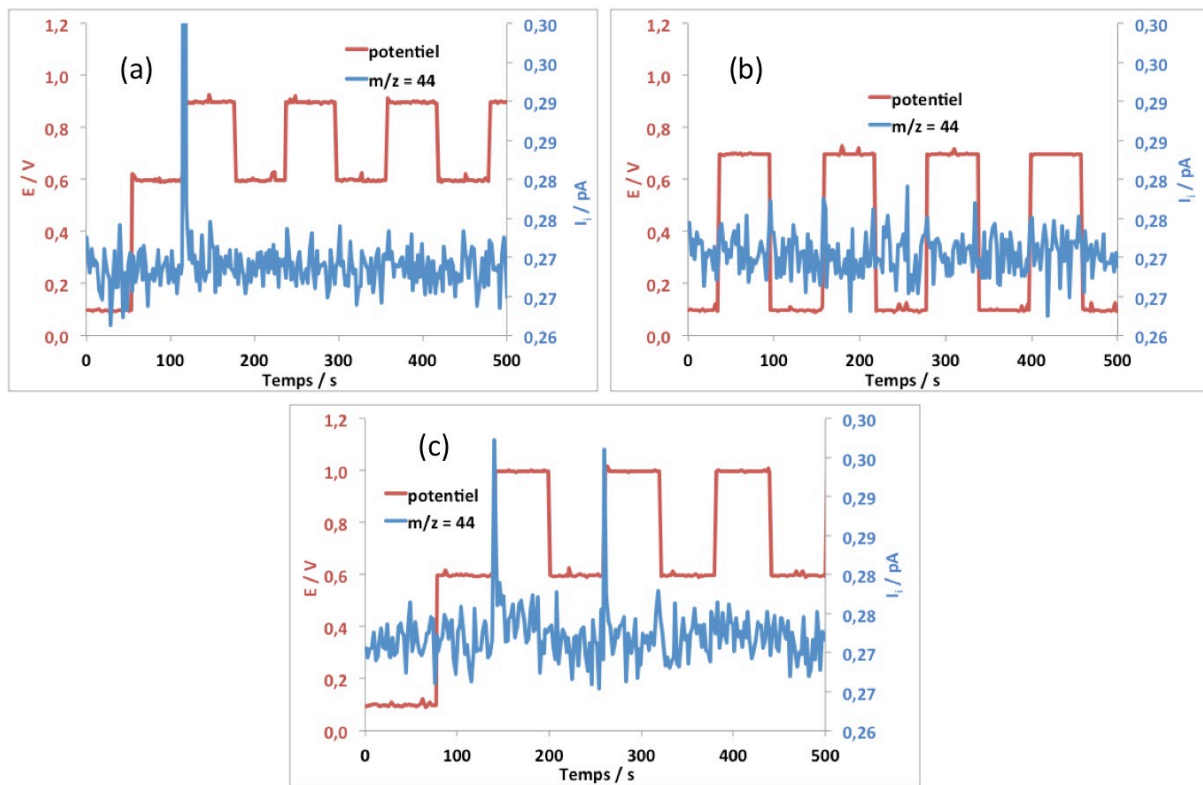 (a)
potentiel
m/z = 44
E / V
1,2
1,0
0,8
0,6
0,4
0,2
0,0
0 100 200 300 400 500
Temps / s
0,30
0,30
0,29
0,29
0,28
0,28
0,27
0,27
0,26
Ii / pA
(b)
potentiel
m/z = 44
E / V
1,2
1,0
0,8
0,6
0,4
0,2
0,0
0 100 200 300 400 500
Temps / s
0,30
0,30
0,29
0,29
0,28
0,28
0,27
0,27
0,26
Ii / pA
(c)
potentiel
m/z = 44
E / V
1,2
1,0
0,8
0,6
0,4
0,2
0,0
0 100 200 300 400 500
Temps / s
0,30
0,30
0,29
0,29
0,28
0,28
0,27
0,27
0,26
Ii / pA